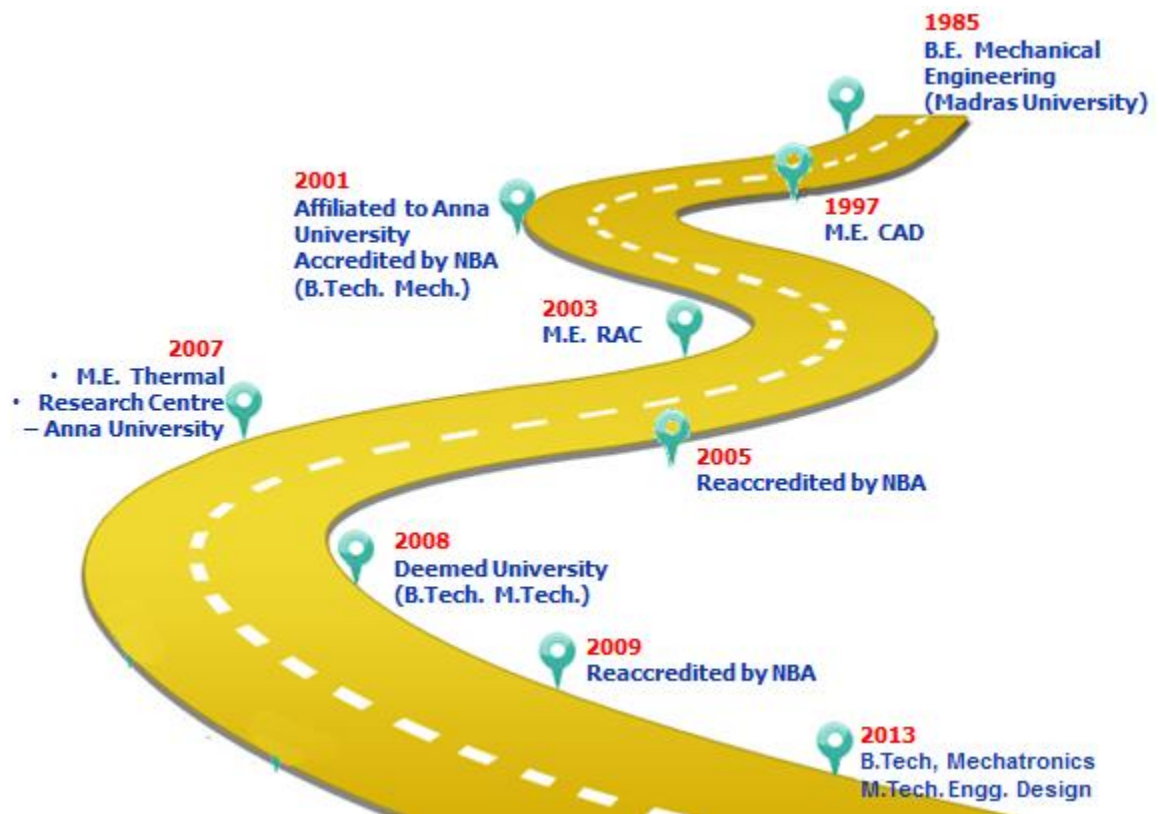 1985
B.E. Mechanical
Engineering
(Madras University)
1997
M.E. CAD
2001
Affiliated to Anna
University
Accredited by NBA
(B.Tech. Mech.)
2003
M.E. RAC
2005
Reaccredited by NBA
2007
• M.E. Thermal
• Research Centre
– Anna University
2008
Deemed University
(B.Tech. M.Tech.)
2009
Reaccredited by NBA
2013
B.Tech, Mechatronics
M.Tech. Engg. Design